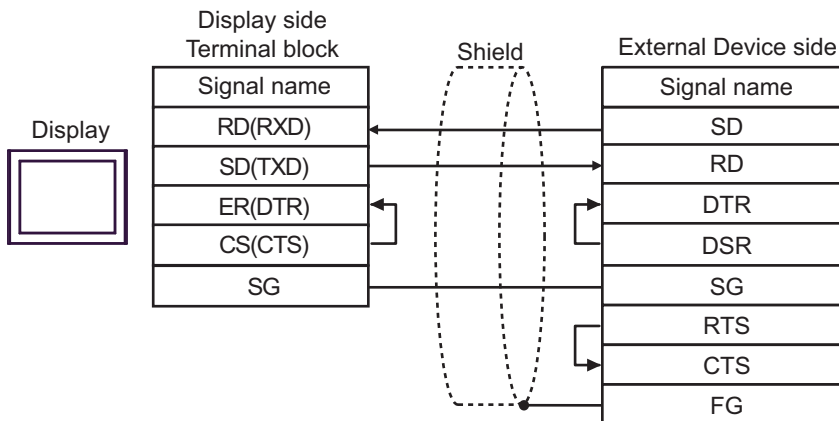 Display side
Terminal block
Shield
External Device side
Signal name
Signal name
Display
RD(RXD)
SD
SD(TXD)
RD
ER(DTR)
DTR
CS(CTS)
DSR
SG
SG
RTS
CTS
FG